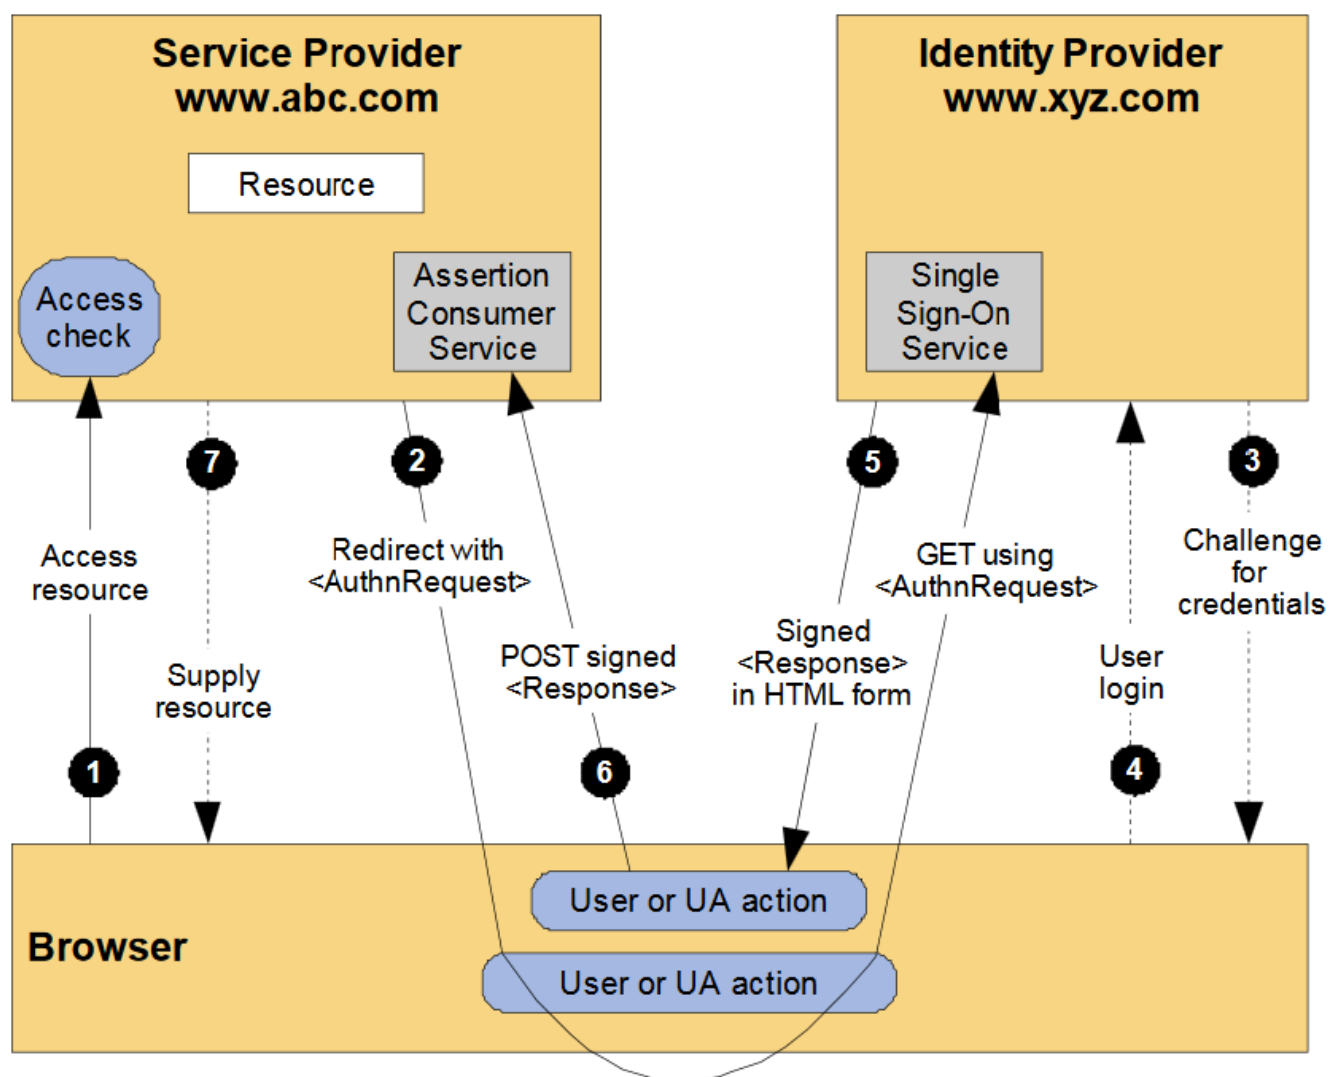 Service Provider
www.abc.com
Identity Provider
www.xyz.com
Resource
Access
check
Assertion
Consumer
Service
Single
Sign-On
Service
7
2
5
3
Access
resource
Redirect with
<AuthnRequest>
GET using
<AuthnRequest>
Challenge
for
credentials
Supply
resource
POST signed
<Response>
Signed
<Response>
in HTML form
User
login
1
6
4
User or UA action
Browser
User or UA action